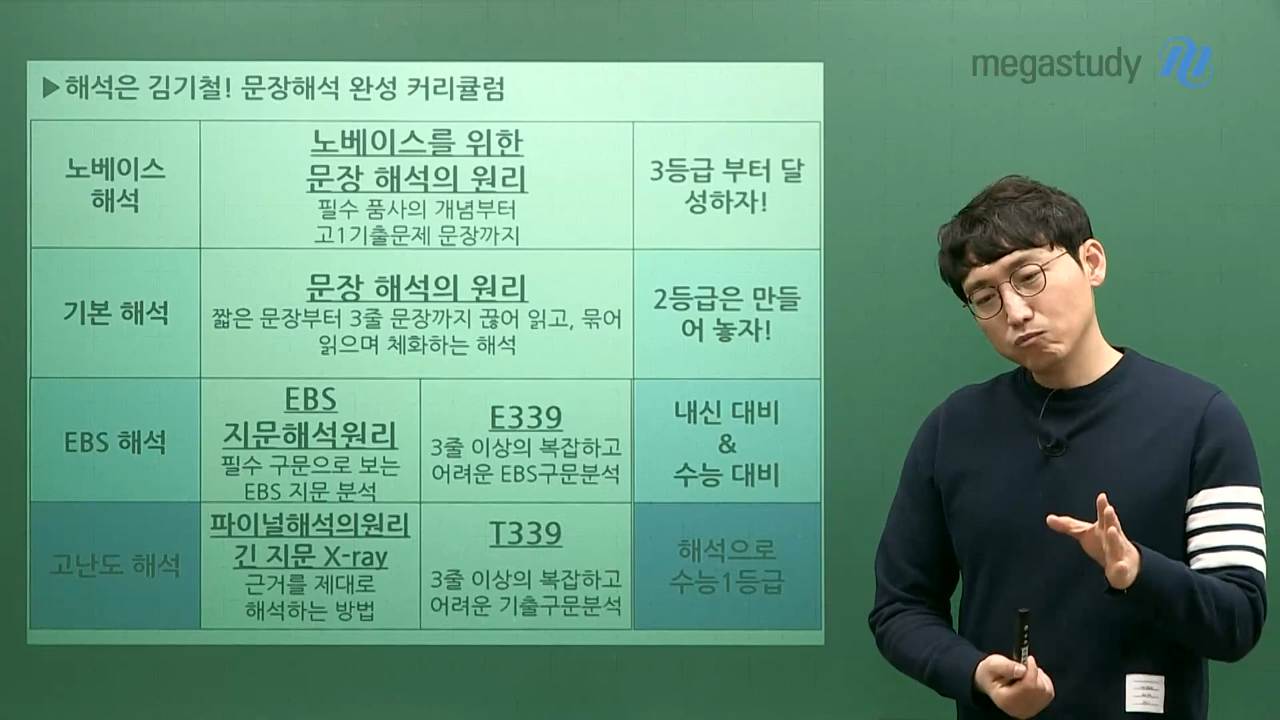 megastudy
▶해석은 김기철! 문장해석 완성 커리큘럼
노베이스
해석
노베이스를 위한
문장 해석의 원리
필수 품사의 개념부터
고1기출문제 문장까지
3등급 부터 달
성하자!
기본 해석
문장 해석의 원리
짧은 문장부터 3줄 문장까지 끊어 읽고, 묶어
읽으며 체화하는 해석
2등급은 만들
어 놓자!
EBS 해석
EBS
지문해석원리
필수 구문으로 보는
EBS 지문 분석
E339
3줄 이상의 복잡하고
어려운 EBS구문분석
내신 대비
&
수능 대비
고난도 해석
파이널해석의원리
긴 지문 X-ray
근거를 제대로
해석하는 방법
T339
3줄 이상의 복잡하고
어려운 기출구문분석
해석으로
수능1등급